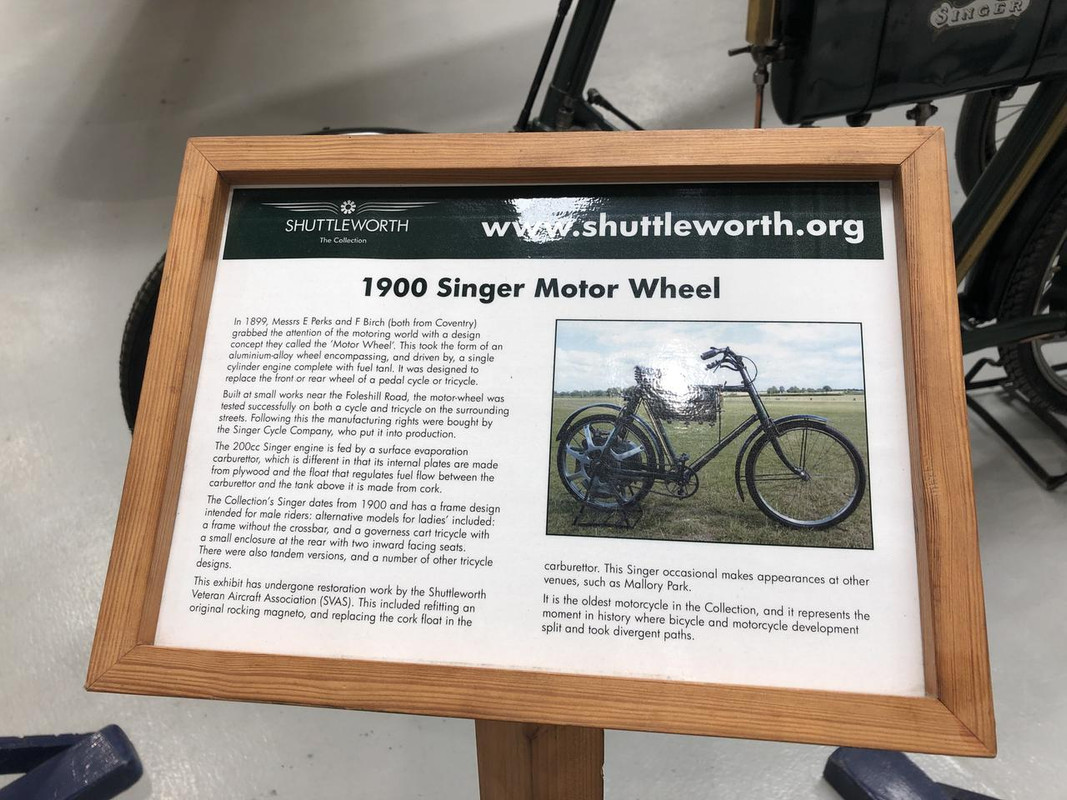 SINGER
SHUTTLEWORTH
The Collection
www.shuttleworth.org
1900 Singer Motor Wheel
In 1899, Messrs E Perks and F Birch (both from Coventry)
grabbed the attention of the motoring world with a design
concept they called the 'Motor Wheel'. This took the form of an
aluminium-alloy wheel encompassing, and driven by, a single
cylinder engine complete with fuel tanl. It was designed to
replace the front or rear wheel of a pedal cycle or tricycle.
Built at small works near the Foleshill Road, the motor-wheel was
tested successfully on both a cycle and tricycle on the surrounding
streets. Following this the manufacturing rights were bought by
the Singer Cycle Company, who put it into production.
The 200cc Singer engine is fed by a surface evaporation
carburettor, which is different in that its internal plates are made
from plywood and the float that regulates fuel flow between the
carburettor and the tank above it is made from cork.
The Collection's Singer dates from 1900 and has a frame design
intended for male riders: alternative models for ladies' included:
a frame without the crossbar, and a governess cart tricycle with
a small enclosure at the rear with two inward facing seats.
There were also tandem versions, and a number of other tricycle
designs.
This exhibit has undergone restoration work by the Shuttleworth
Veteran Aircraft Association (SVAS). This included refitting an
original rocking magneto, and replacing the cork float in the
carburettor. This Singer occasional makes appearances at other
venues, such as Mallory Park.
It is the oldest motorcycle in the Collection, and it represents the
moment in history where bicycle and motorcycle development
split and took divergent paths.